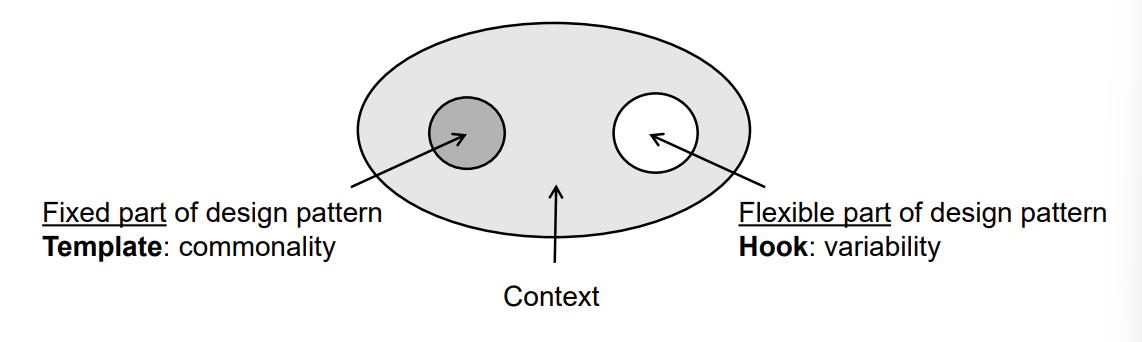 Fixed part of design pattern
Template: commonality
Flexible part of design pattern
Hook: variability
Context